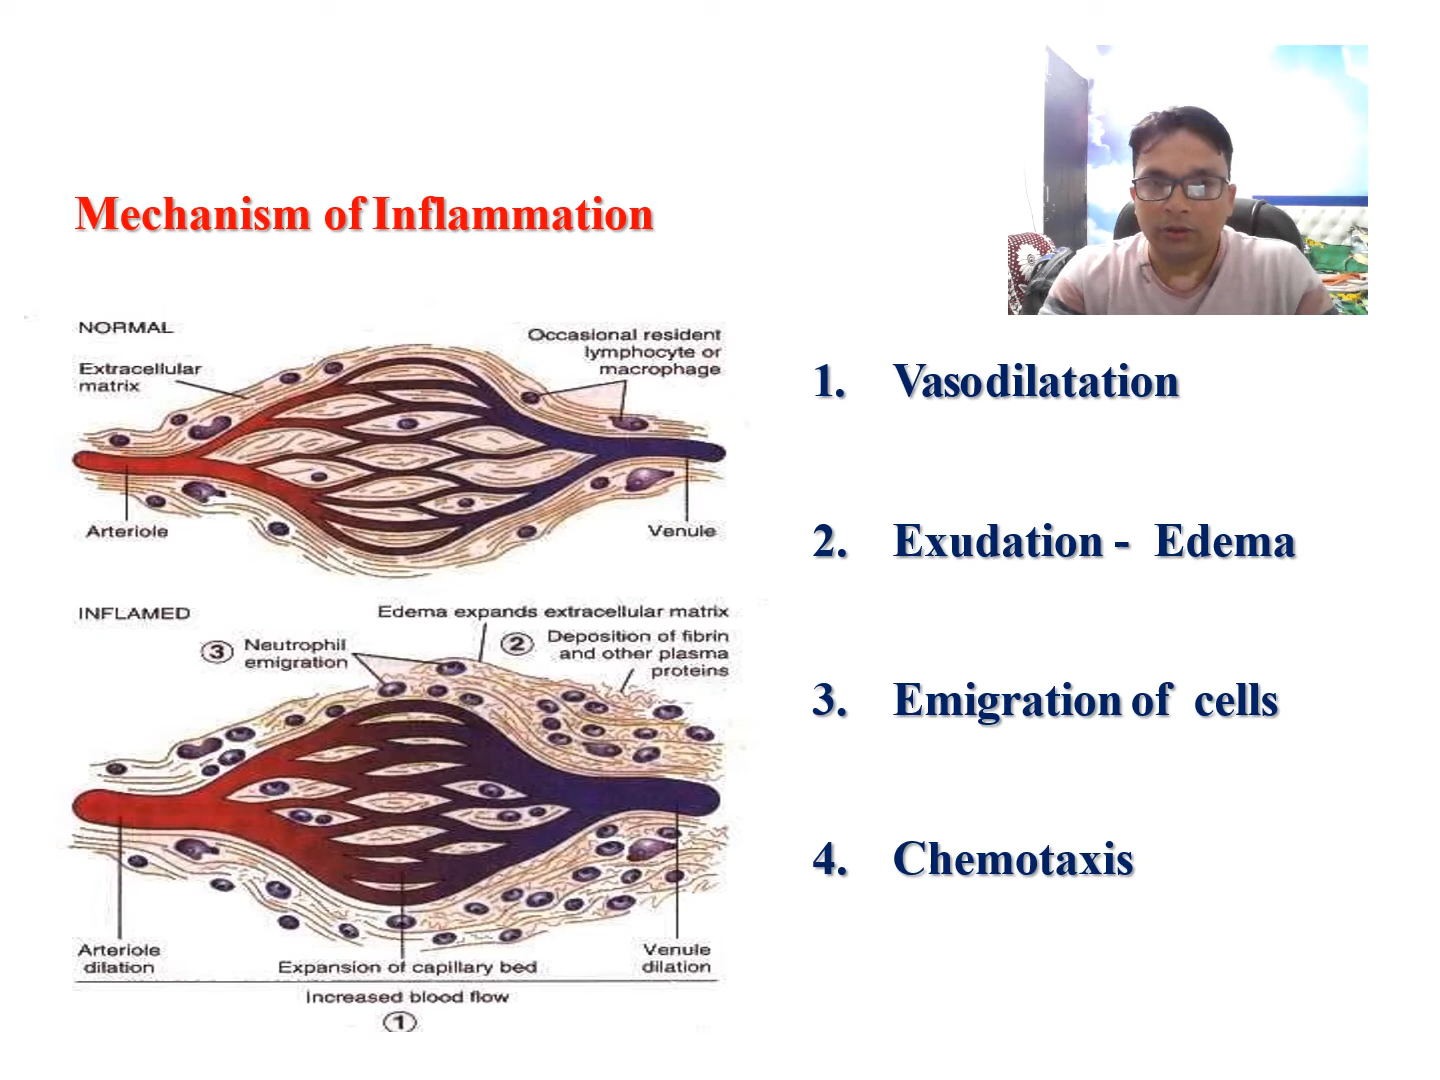 Mechanism of Inflammation
NORMAL
Extracellular
matrix
Occasional resident
lymphocyte or
macrophage
Arteriole
Venule
INFLAMED
Edema expands extracellular matrix
3 Neutrophil
emigration
2 Deposition of fibrin
and other plasma
proteins
Arteriole
dilation
Expansion of capillary bed
Venule
dilation
Increased blood flow
1
1. Vasodilatation
2. Exudation - Edema
3. Emigration of cells
4. Chemotaxis